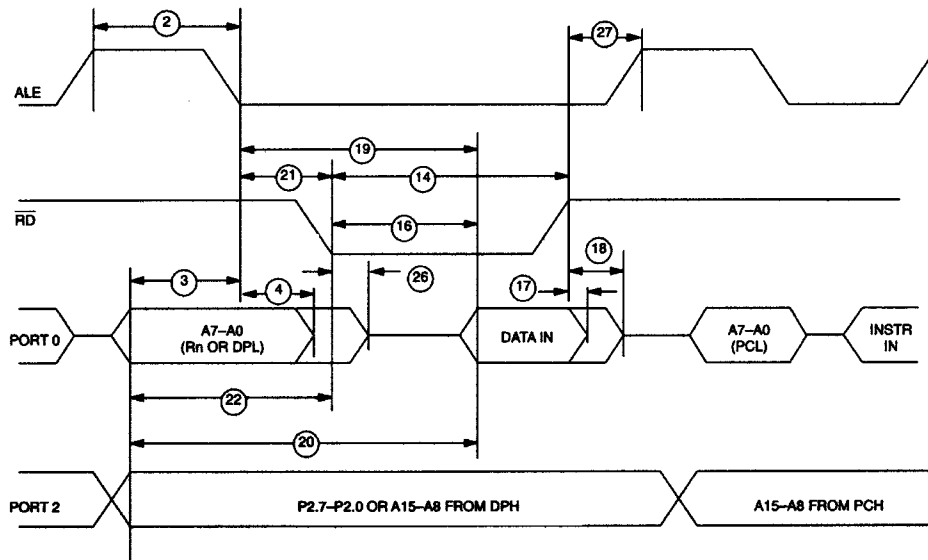 2
27
ALE
19
21
14
RD
16
18
3
4
26
17
PORT 0
A7–A0
(Rn OR DPL)
DATA IN
A7–A0
(PCL)
INSTR
IN
22
20
PORT 2
P2.7–P2.0 OR A15–A8 FROM DPH
A15–A8 FROM PCH